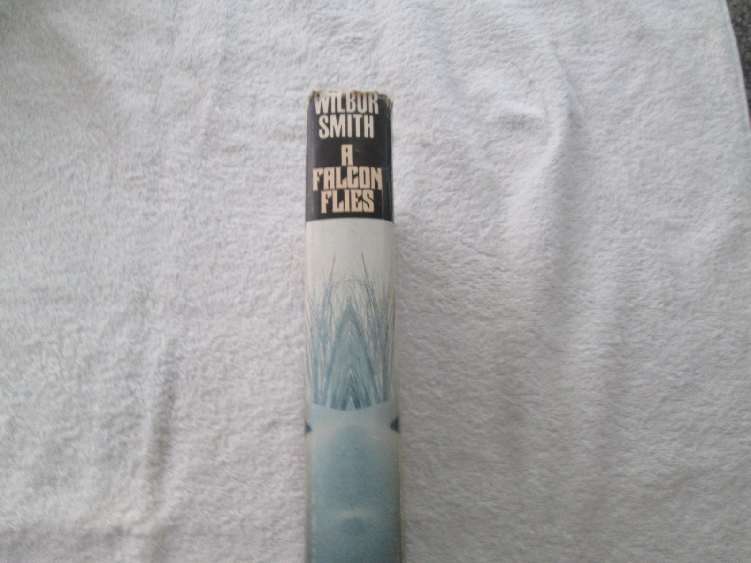 WILBUR
SMITH
A
FALCON
FLIES